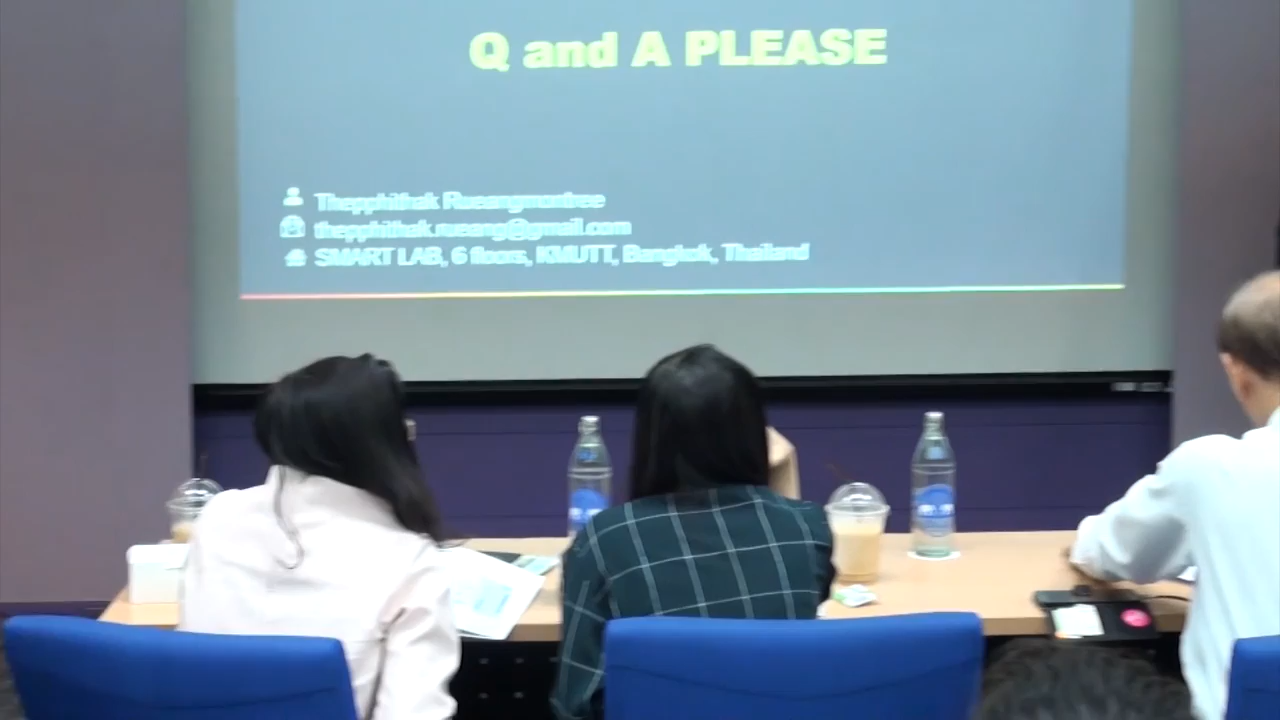 Q and A PLEASE
Thepphithak Rueangmontree
thepphithak.rueang@gmail.com
SMART LAB, 6 floors, KMUTT, Bangkok, Thailand